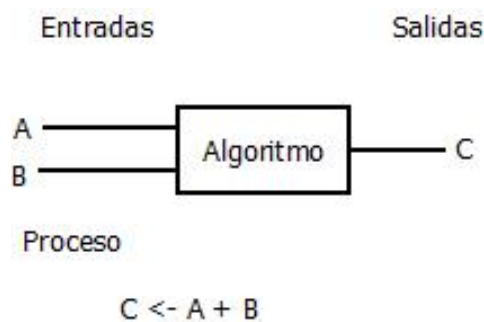 Entradas Salidas
A
Algoritmo
C
B
Proceso
C <- A + B